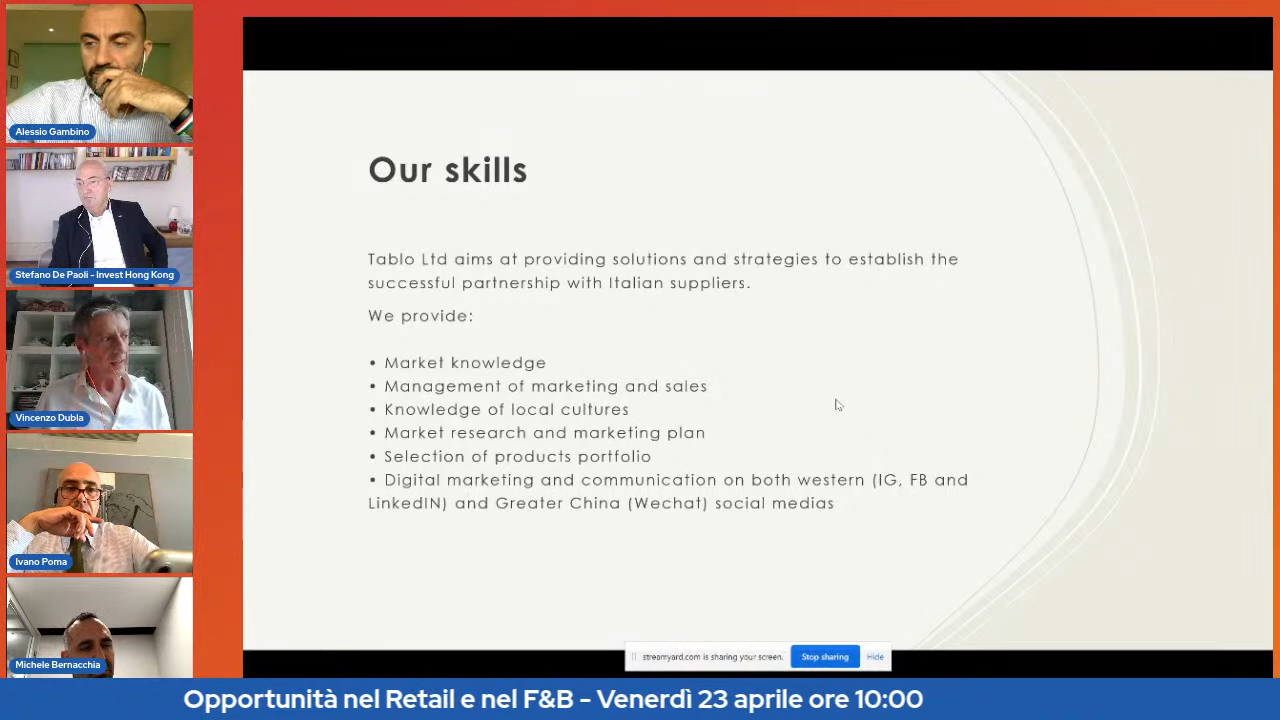 Alessio Gambino
Stefano De Paoli - Invest Hong Kong
Vincenzo Dubla
Ivano Poma
Michele Bernacchia
Our skills
Tablo Ltd aims at providing solutions and strategies to establish the
successful partnership with Italian suppliers.
We provide:
• Market knowledge
• Management of marketing and sales
• Knowledge of local cultures
• Market research and marketing plan
• Selection of products portfolio
• Digital marketing and communication on both western (IG, FB and
LinkedIN) and Greater China (Wechat) social medias
streamyard.com is sharing your screen. Stop sharing Hide
Opportunità nel Retail e nel F&B - Venerdì 23 aprile ore 10:00